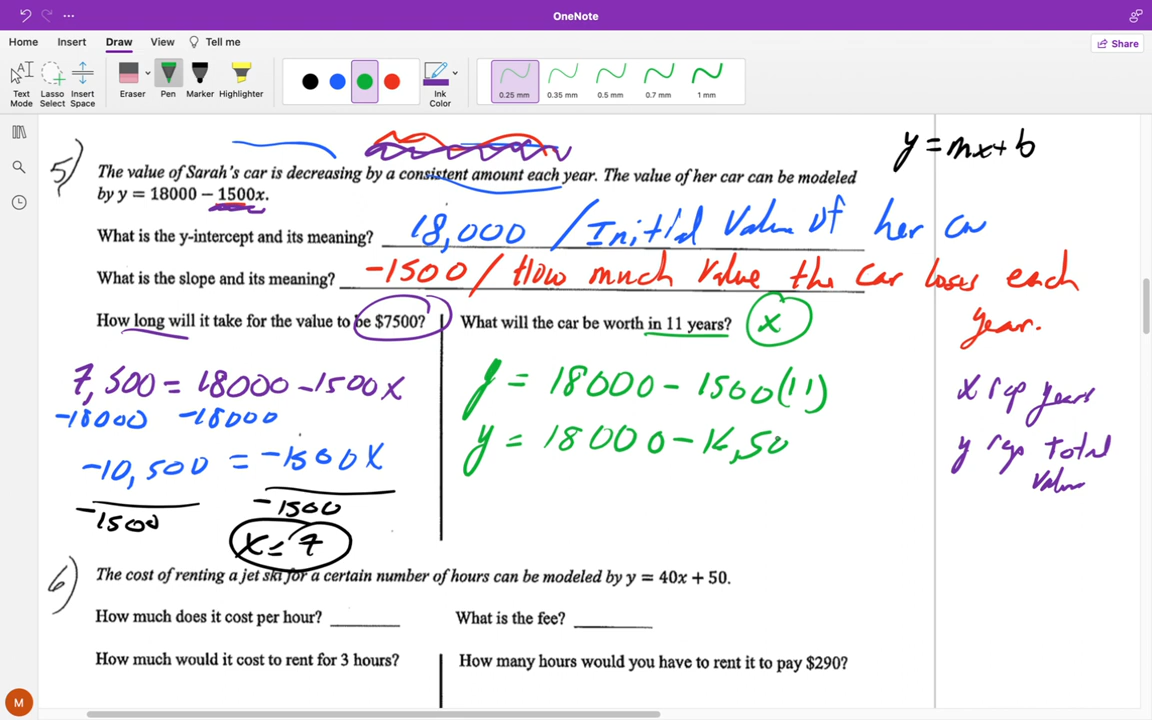 OneNote
Home Insert Draw View Tell me
Share
Text Mode
Lasso Select
Insert Space
Eraser
Pen
Marker
Highlighter
Ink Color
0.25 mm
0.35 mm
0.5 mm
0.7 mm
1 mm
y = mx + b
5)
The value of Sarah's car is decreasing by a consistent amount each year. The value of her car can be modeled
by y = 18000 – 1500x.
What is the y-intercept and its meaning? 18,000 / Initial Value of her car
What is the slope and its meaning? -1500 / How much Value the car loses each
year.
How long will it take for the value to be $7500?
What will the car be worth in 11 years? x
7,500 = 18000 - 1500x
-18000 -18000
-10,500 = -1500x
-1500 -1500
x = 7
y = 18000 - 1500(11)
y = 18000 - 16,50
x rep years
y rep total
value
6)
The cost of renting a jet ski for a certain number of hours can be modeled by y = 40x + 50.
How much does it cost per hour? ________
What is the fee? ________
How much would it cost to rent for 3 hours?
How many hours would you have to rent it to pay $290?
M